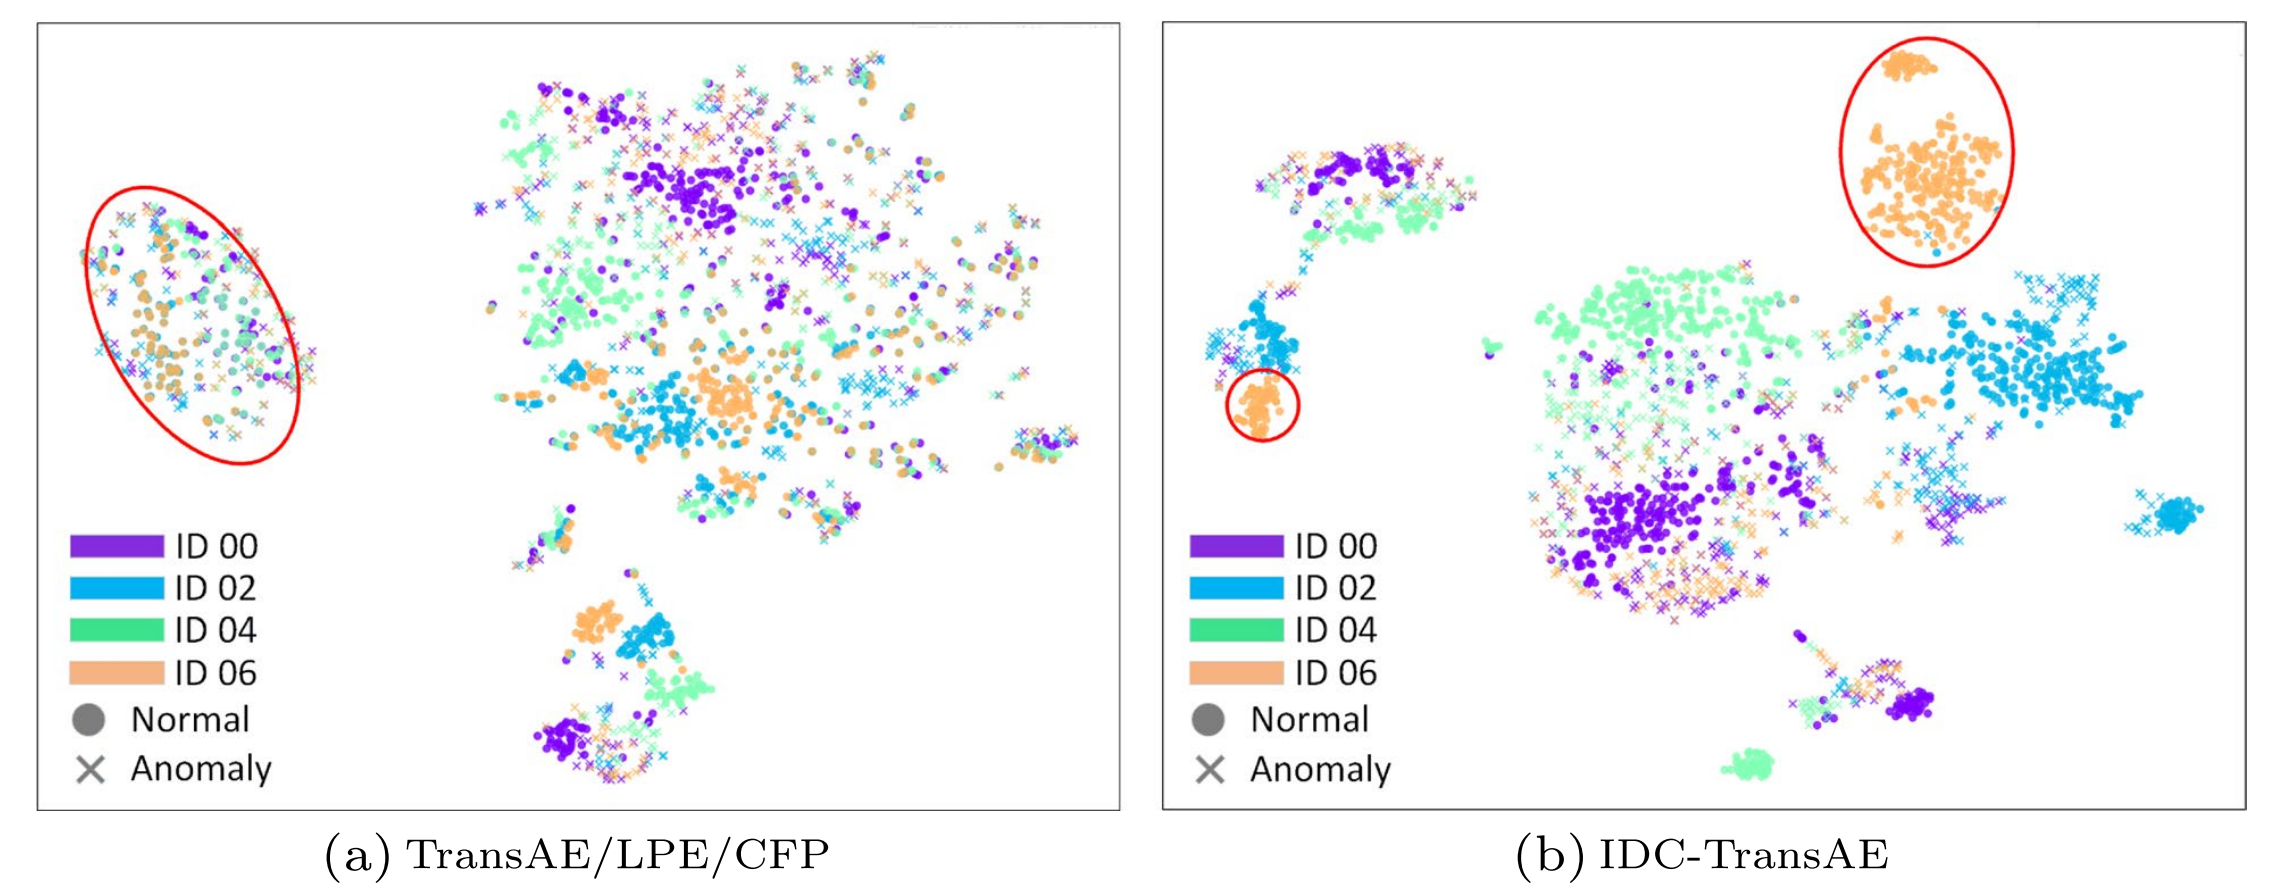 ID 00
ID 02
ID 04
ID 06
Normal
Anomaly
(a) TransAE/LPE/CFP
ID 00
ID 02
ID 04
ID 06
Normal
Anomaly
(b) IDC-TransAE